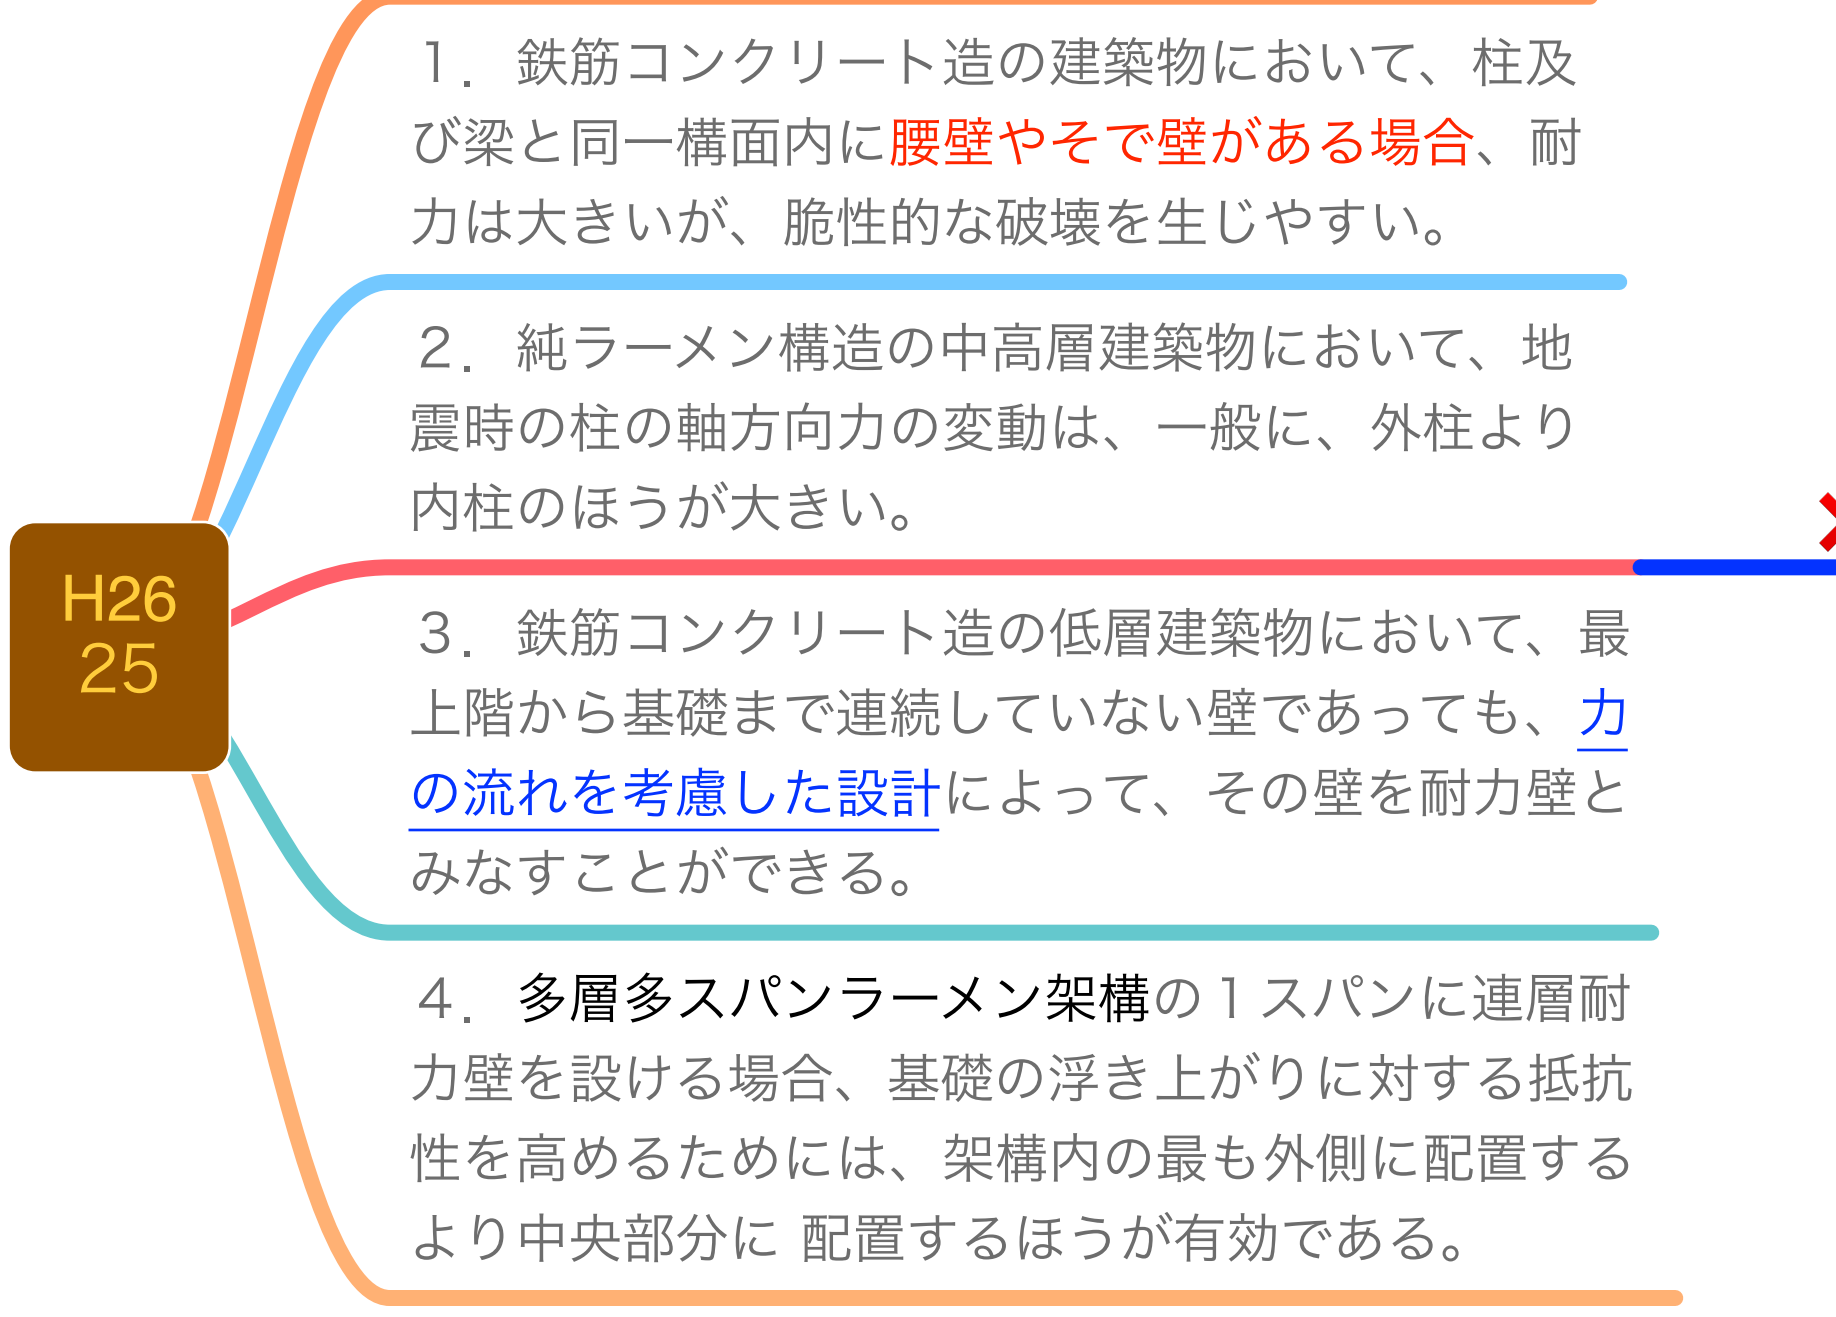 H26
25
１．鉄筋コンクリート造の建築物において、柱及
び梁と同一構面内に腰壁やそで壁がある場合、耐
力は大きいが、脆性的な破壊を生じやすい。
２．純ラーメン構造の中高層建築物において、地
震時の柱の軸方向力の変動は、一般に、外柱より
内柱のほうが大きい。
３．鉄筋コンクリート造の低層建築物において、最
上階から基礎まで連続していない壁であっても、力
の流れを考慮した設計によって、その壁を耐力壁と
みなすことができる。
４．多層多スパンラーメン架構の１スパンに連層耐
力壁を設ける場合、基礎の浮き上がりに対する抵抗
性を高めるためには、架構内の最も外側に配置する
より中央部分に 配置するほうが有効である。